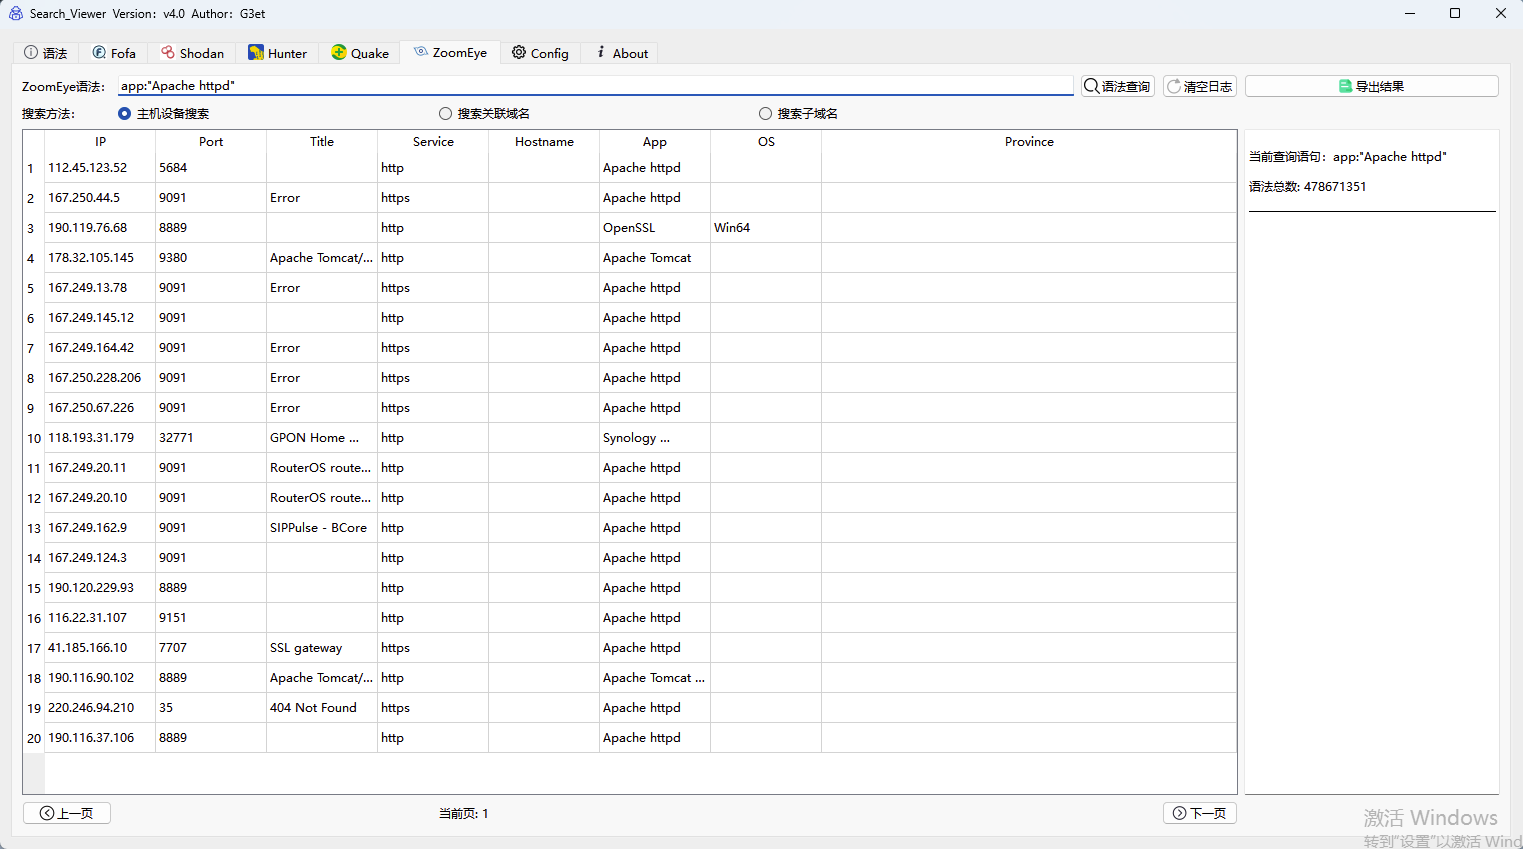 Search_Viewer Version: v4.0 Author: G3et
语法 Fofa Shodan Hunter Quake ZoomEye Config About
ZoomEye语法: app:"Apache httpd" 语法查询 清空日志 导出结果
搜索方法: 主机设备搜索 搜索关联域名 搜索子域名
IP Port Title Service Hostname App OS Province
1 112.45.123.52 5684 http Apache httpd
2 167.250.44.5 9091 Error https Apache httpd
3 190.119.76.68 8889 http OpenSSL Win64
4 178.32.105.145 9380 Apache Tomcat/... http Apache Tomcat
5 167.249.13.78 9091 Error https Apache httpd
6 167.249.145.12 9091 http Apache httpd
7 167.249.164.42 9091 Error https Apache httpd
8 167.250.228.206 9091 Error https Apache httpd
9 167.250.67.226 9091 Error https Apache httpd
10 118.193.31.179 32771 GPON Home ... http Synology ...
11 167.249.20.11 9091 RouterOS route... http Apache httpd
12 167.249.20.10 9091 RouterOS route... http Apache httpd
13 167.249.162.9 9091 SIPPulse - BCore http Apache httpd
14 167.249.124.3 9091 http Apache httpd
15 190.120.229.93 8889 http Apache httpd
16 116.22.31.107 9151 http Apache httpd
17 41.185.166.10 7707 SSL gateway https Apache httpd
18 190.116.90.102 8889 Apache Tomcat/... http Apache Tomcat ...
19 220.246.94.210 35 404 Not Found https Apache httpd
20 190.116.37.106 8889 http Apache httpd
当前查询语句: app:"Apache httpd"
语法总数: 478671351
上一页 当前页: 1 下一页
激活 Windows
转到"设置"以激活 Wind